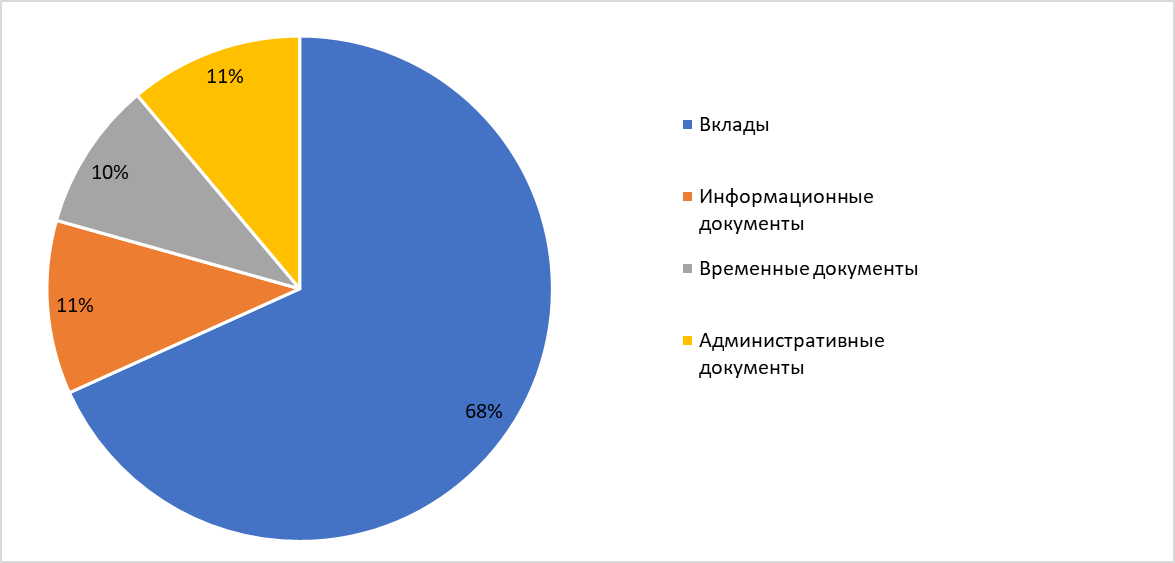 11%
10%
11%
68%
Вклады
Информационные
документы
Временные документы
Административные
документы